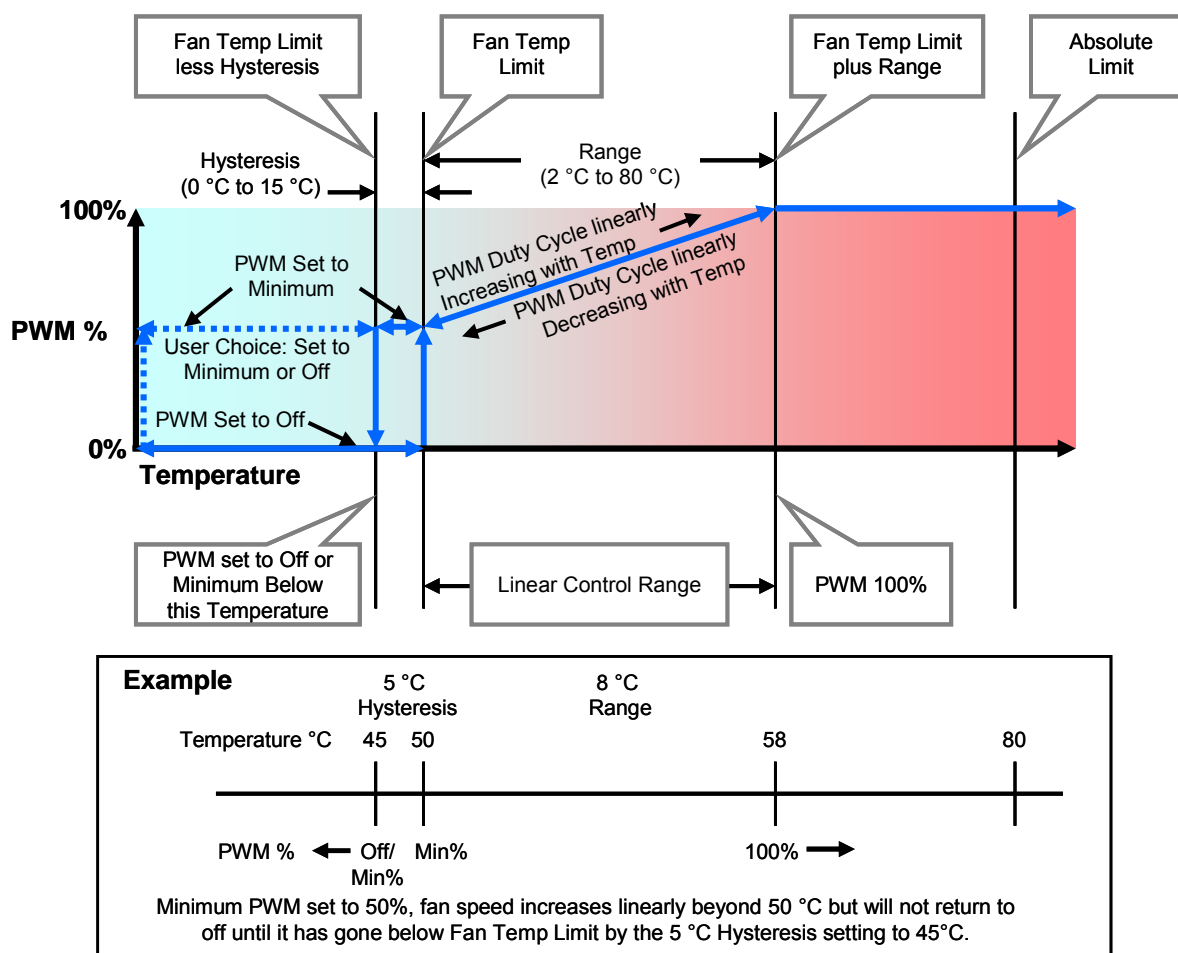 Fan Temp Limit
less Hysteresis
Fan Temp
Limit
Fan Temp Limit
plus Range
Absolute
Limit
Hysteresis
(0 °C to 15 °C)
Range
(2 °C to 80 °C)
100%
PWM Duty Cycle linearly
Increasing with Temp
PWM Duty Cycle linearly
Decreasing with Temp
PWM Set to
Minimum
PWM %
User Choice: Set to
Minimum or Off
PWM Set to Off
0%
Temperature
PWM set to Off or
Minimum Below
this Temperature
Linear Control Range
PWM 100%
Example
5 °C
Hysteresis
8 °C
Range
Temperature °C
45
50
58
80
PWM %
Off/
Min%
Min%
100%
Minimum PWM set to 50%, fan speed increases linearly beyond 50 °C but will not return to
off until it has gone below Fan Temp Limit by the 5 °C Hysteresis setting to 45°C.